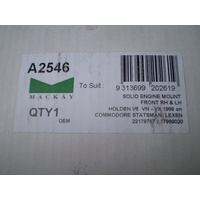 A2546
To Suit:
9 313699 202619
MACKAY
SOLID ENGINE MOUNT
FRONT RH & LH
HOLDEN V6 VN - VX 1988 on
COMMODORE STATESMAN LEXEN
QTY1
OEM